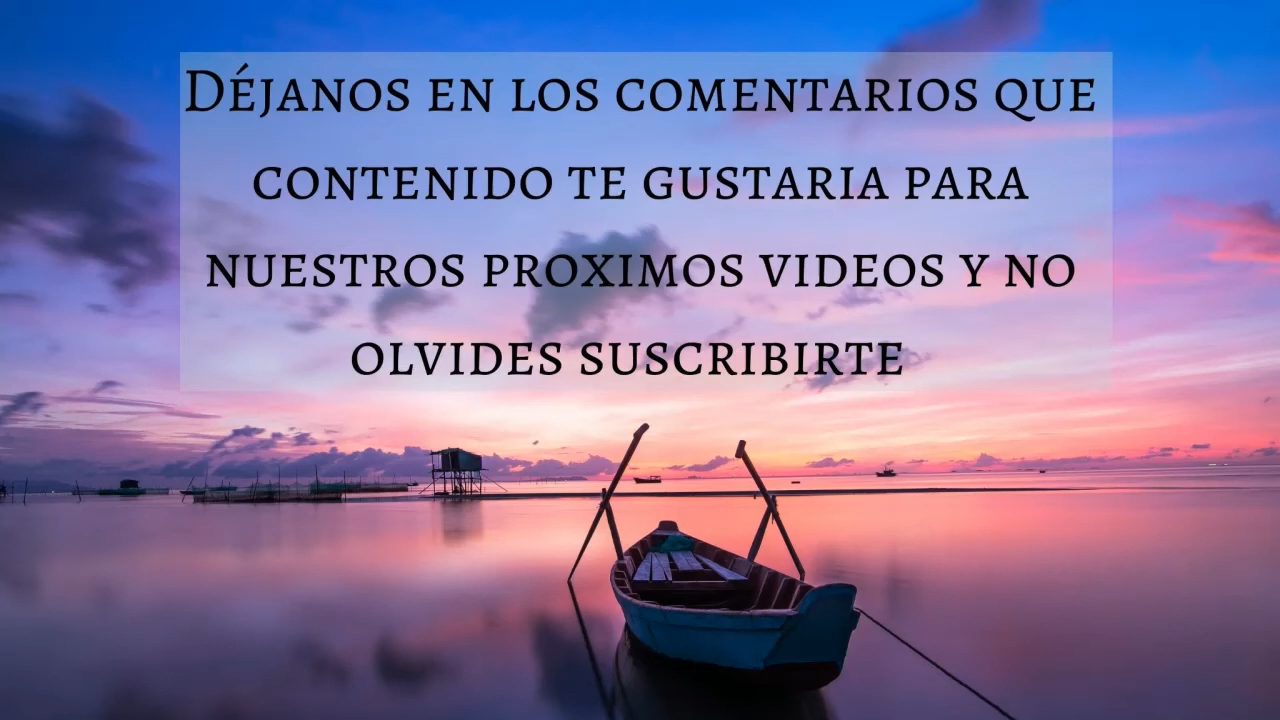 Déjanos en los comentarios que
contenido te gustaria para
nuestros proximos videos y no
olvides suscribirte